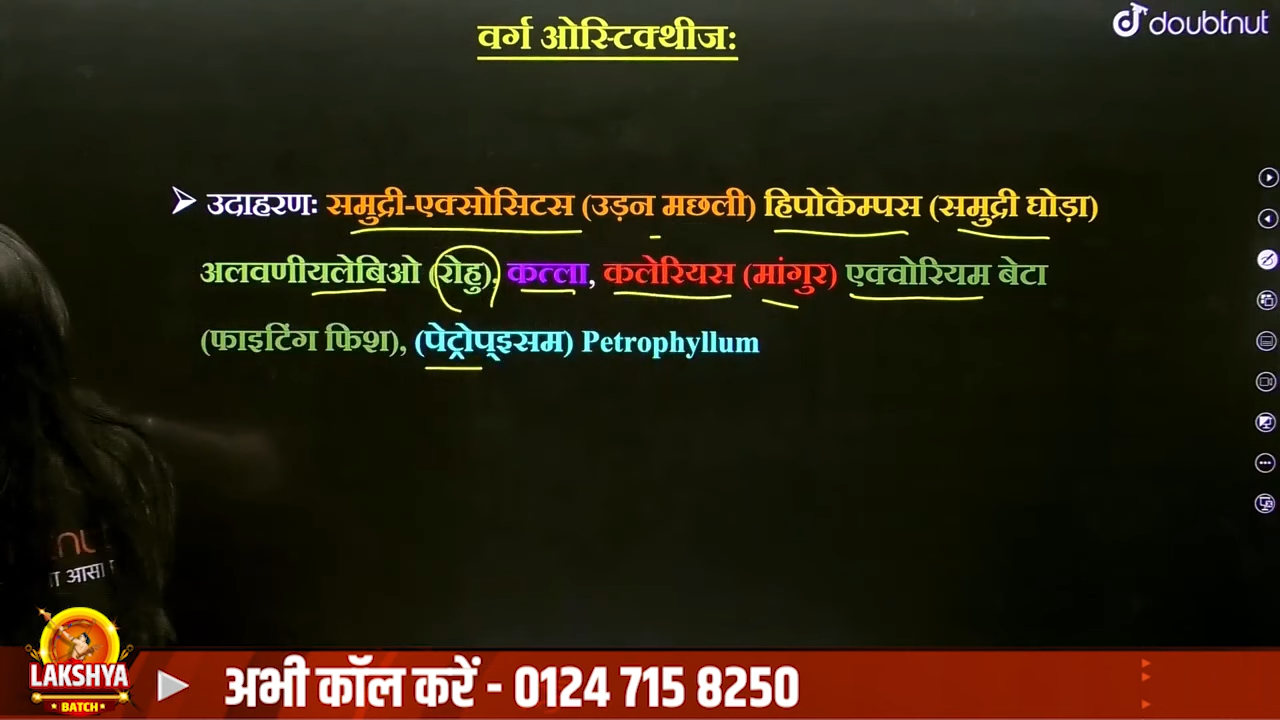 doubtnut
वर्ग ओस्टिक्थीज:
उदाहरण: समुद्री-एक्सोसिटस (उड़न मछली) हिपोकेम्पस (समुद्री घोड़ा)
अलवणीयलेबिओ (रोहु), कत्ला, कलेरियस (मांगुर) एक्वोरियम बेटा
(फाइटिंग फिश), (पेट्रोप्इसम) Petrophyllum
LAKSHYA
BATCH
अभी कॉल करें - 0124 715 8250